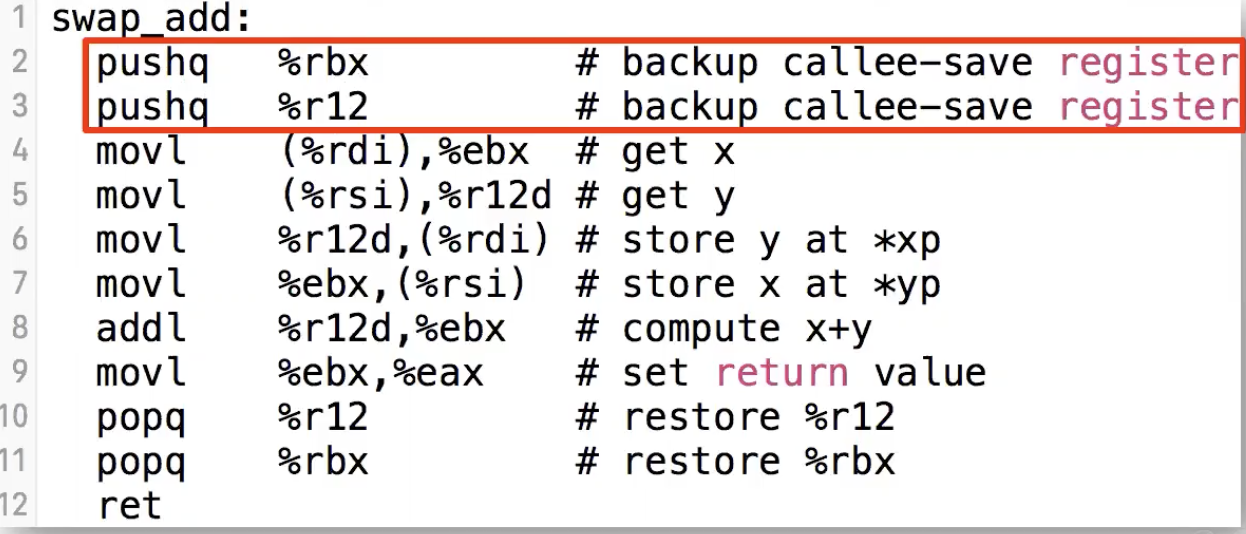 1 swap_add:
2 pushq %rbx # backup callee-save register
3 pushq %r12 # backup callee-save register
4 movl (%rdi),%ebx # get x
5 movl (%rsi),%r12d # get y
6 movl %r12d,(%rdi) # store y at *xp
7 movl %ebx,(%rsi) # store x at *yp
8 addl %r12d,%ebx # compute x+y
9 movl %ebx,%eax # set return value
10 popq %r12 # restore %r12
11 popq %rbx # restore %rbx
12 ret